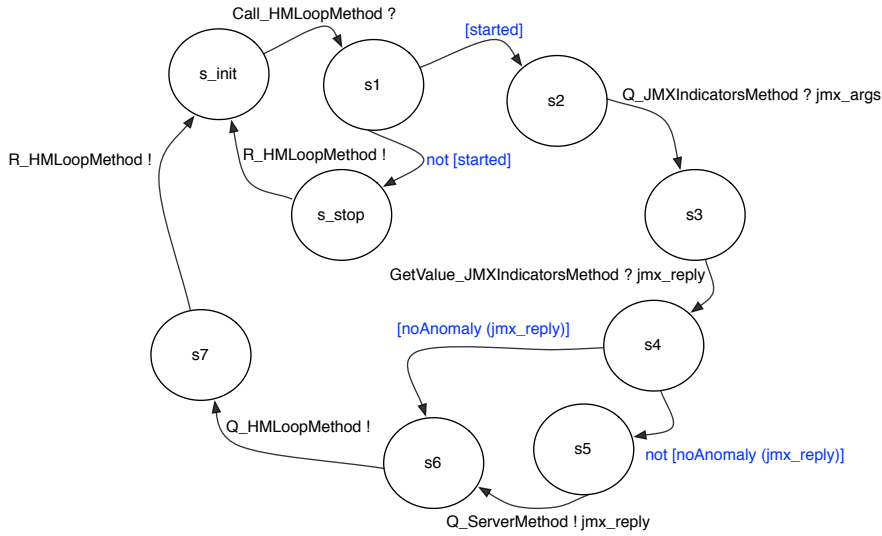 Call_HMLoopMethod ?
[started]
s_init
s1
s2
Q_JMXIndicatorsMethod ? jmx_args
R_HMLoopMethod !
R_HMLoopMethod !
not [started]
s_stop
s3
GetValue_JMXIndicatorsMethod ? jmx_reply
[noAnomaly (jmx_reply)]
s4
s7
Q_HMLoopMethod !
s6
s5
not [noAnomaly (jmx_reply)]
Q_ServerMethod ! jmx_reply